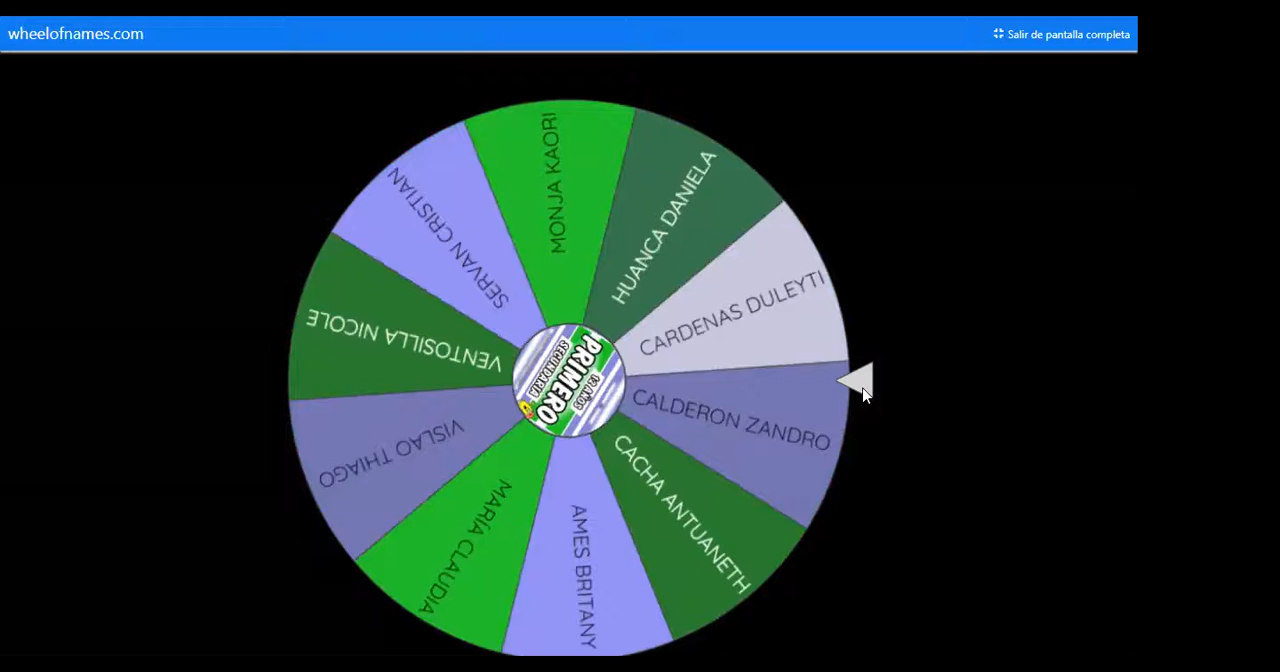 wheelofnames.com
Salir de pantalla completa
MONJA KAORI
HUANCA DANIELA
CARDENAS DULEYTI
CALDERON ZANDRO
CACHA ANTUANETH
AMES BRITANY
MARÍA CLAUDIA
VISLAO THIAGO
VENTOSILLA NICOLE
SERVAN CRISTIAN
PRIMERO
SECUNDARIA